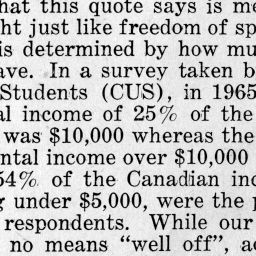 hat this quote says is me
ht just like freedom of sp
is determined by how mu
ave. In a survey taken b
Students (CUS), in 1965
al income of 25% of the
was $10,000 whereas the
ntal income over $10,000
54% of the Canadian inc
g under $5,000, were the p
respondents. While our
no means “well off”, ac